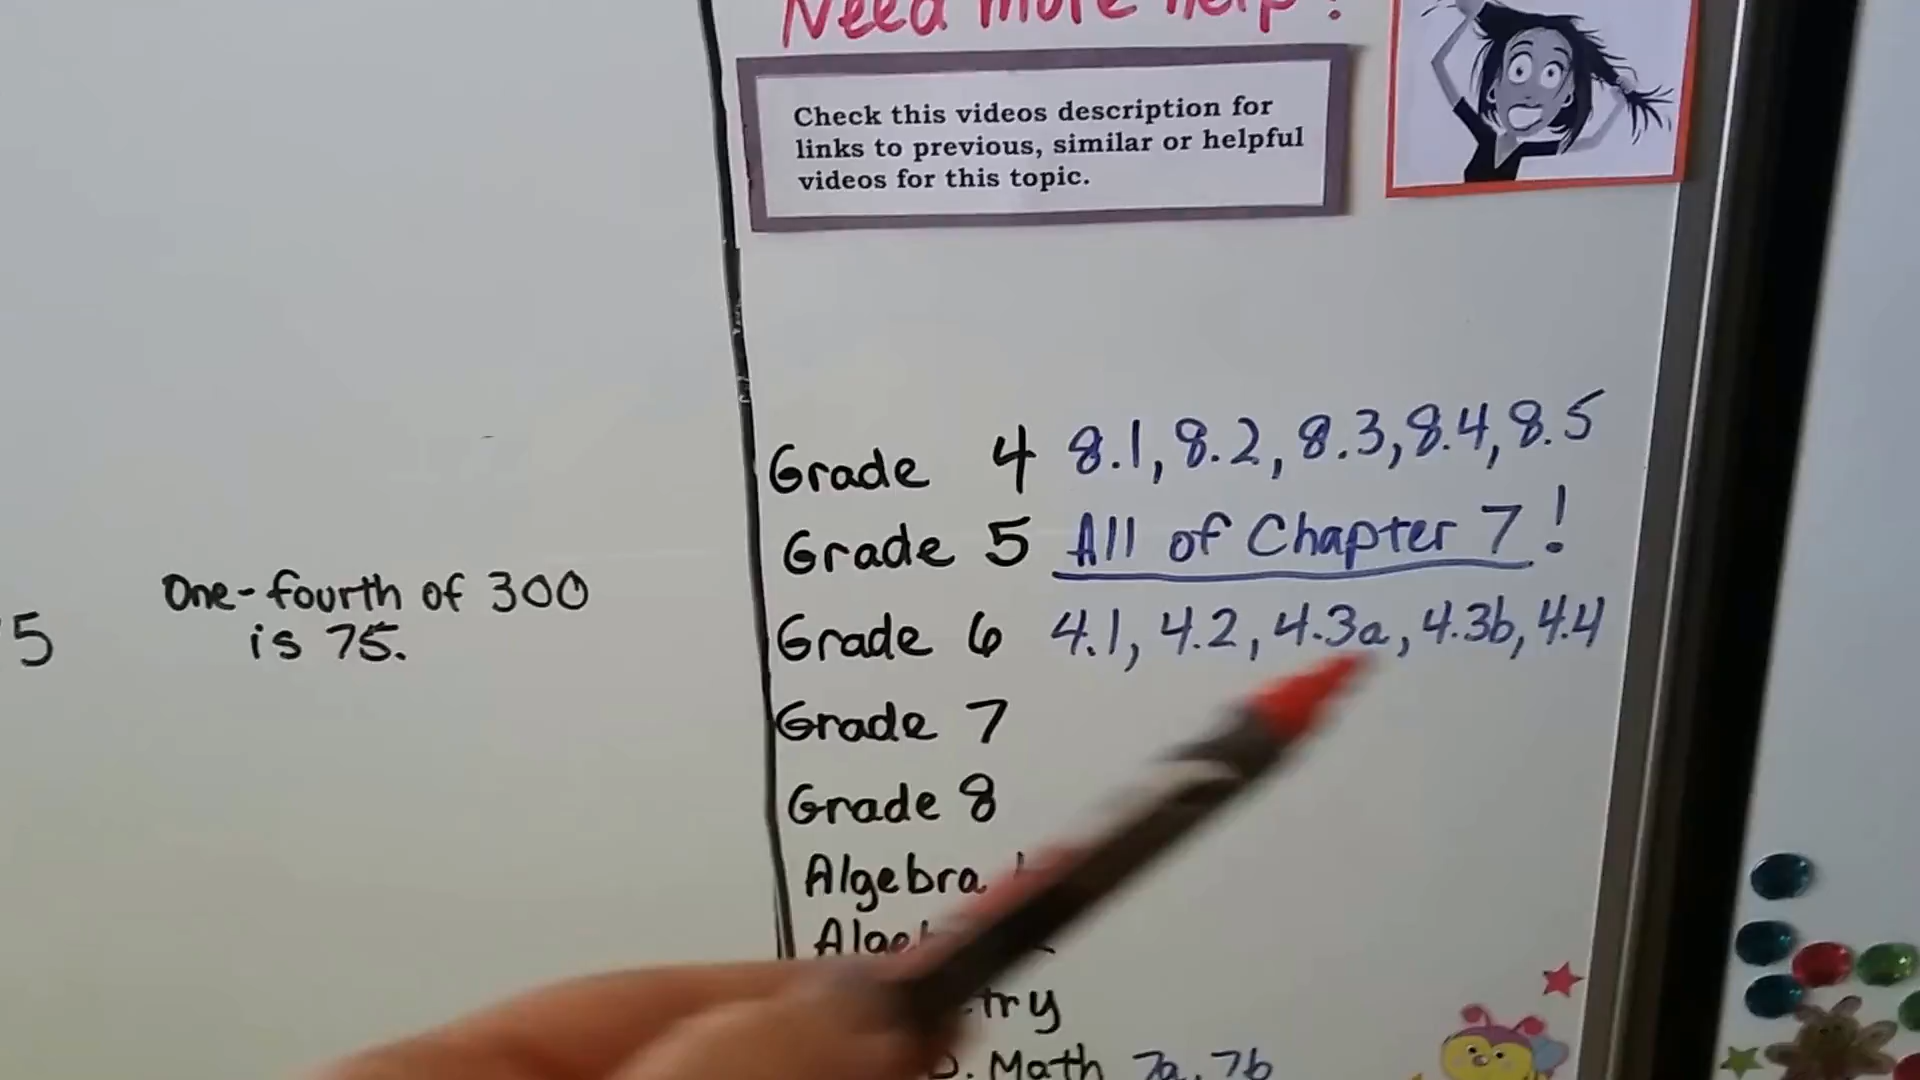 Need more help?
Check this videos description for
links to previous, similar or helpful
videos for this topic.
Grade 4 8.1, 8.2, 8.3, 8.4, 8.5
Grade 5 All of Chapter 7!
Grade 6 4.1, 4.2, 4.3a, 4.3b, 4.4
Grade 7
Grade 8
Algebra
try
. Math 7a, 7b
One-fourth of 300
is 75.
5